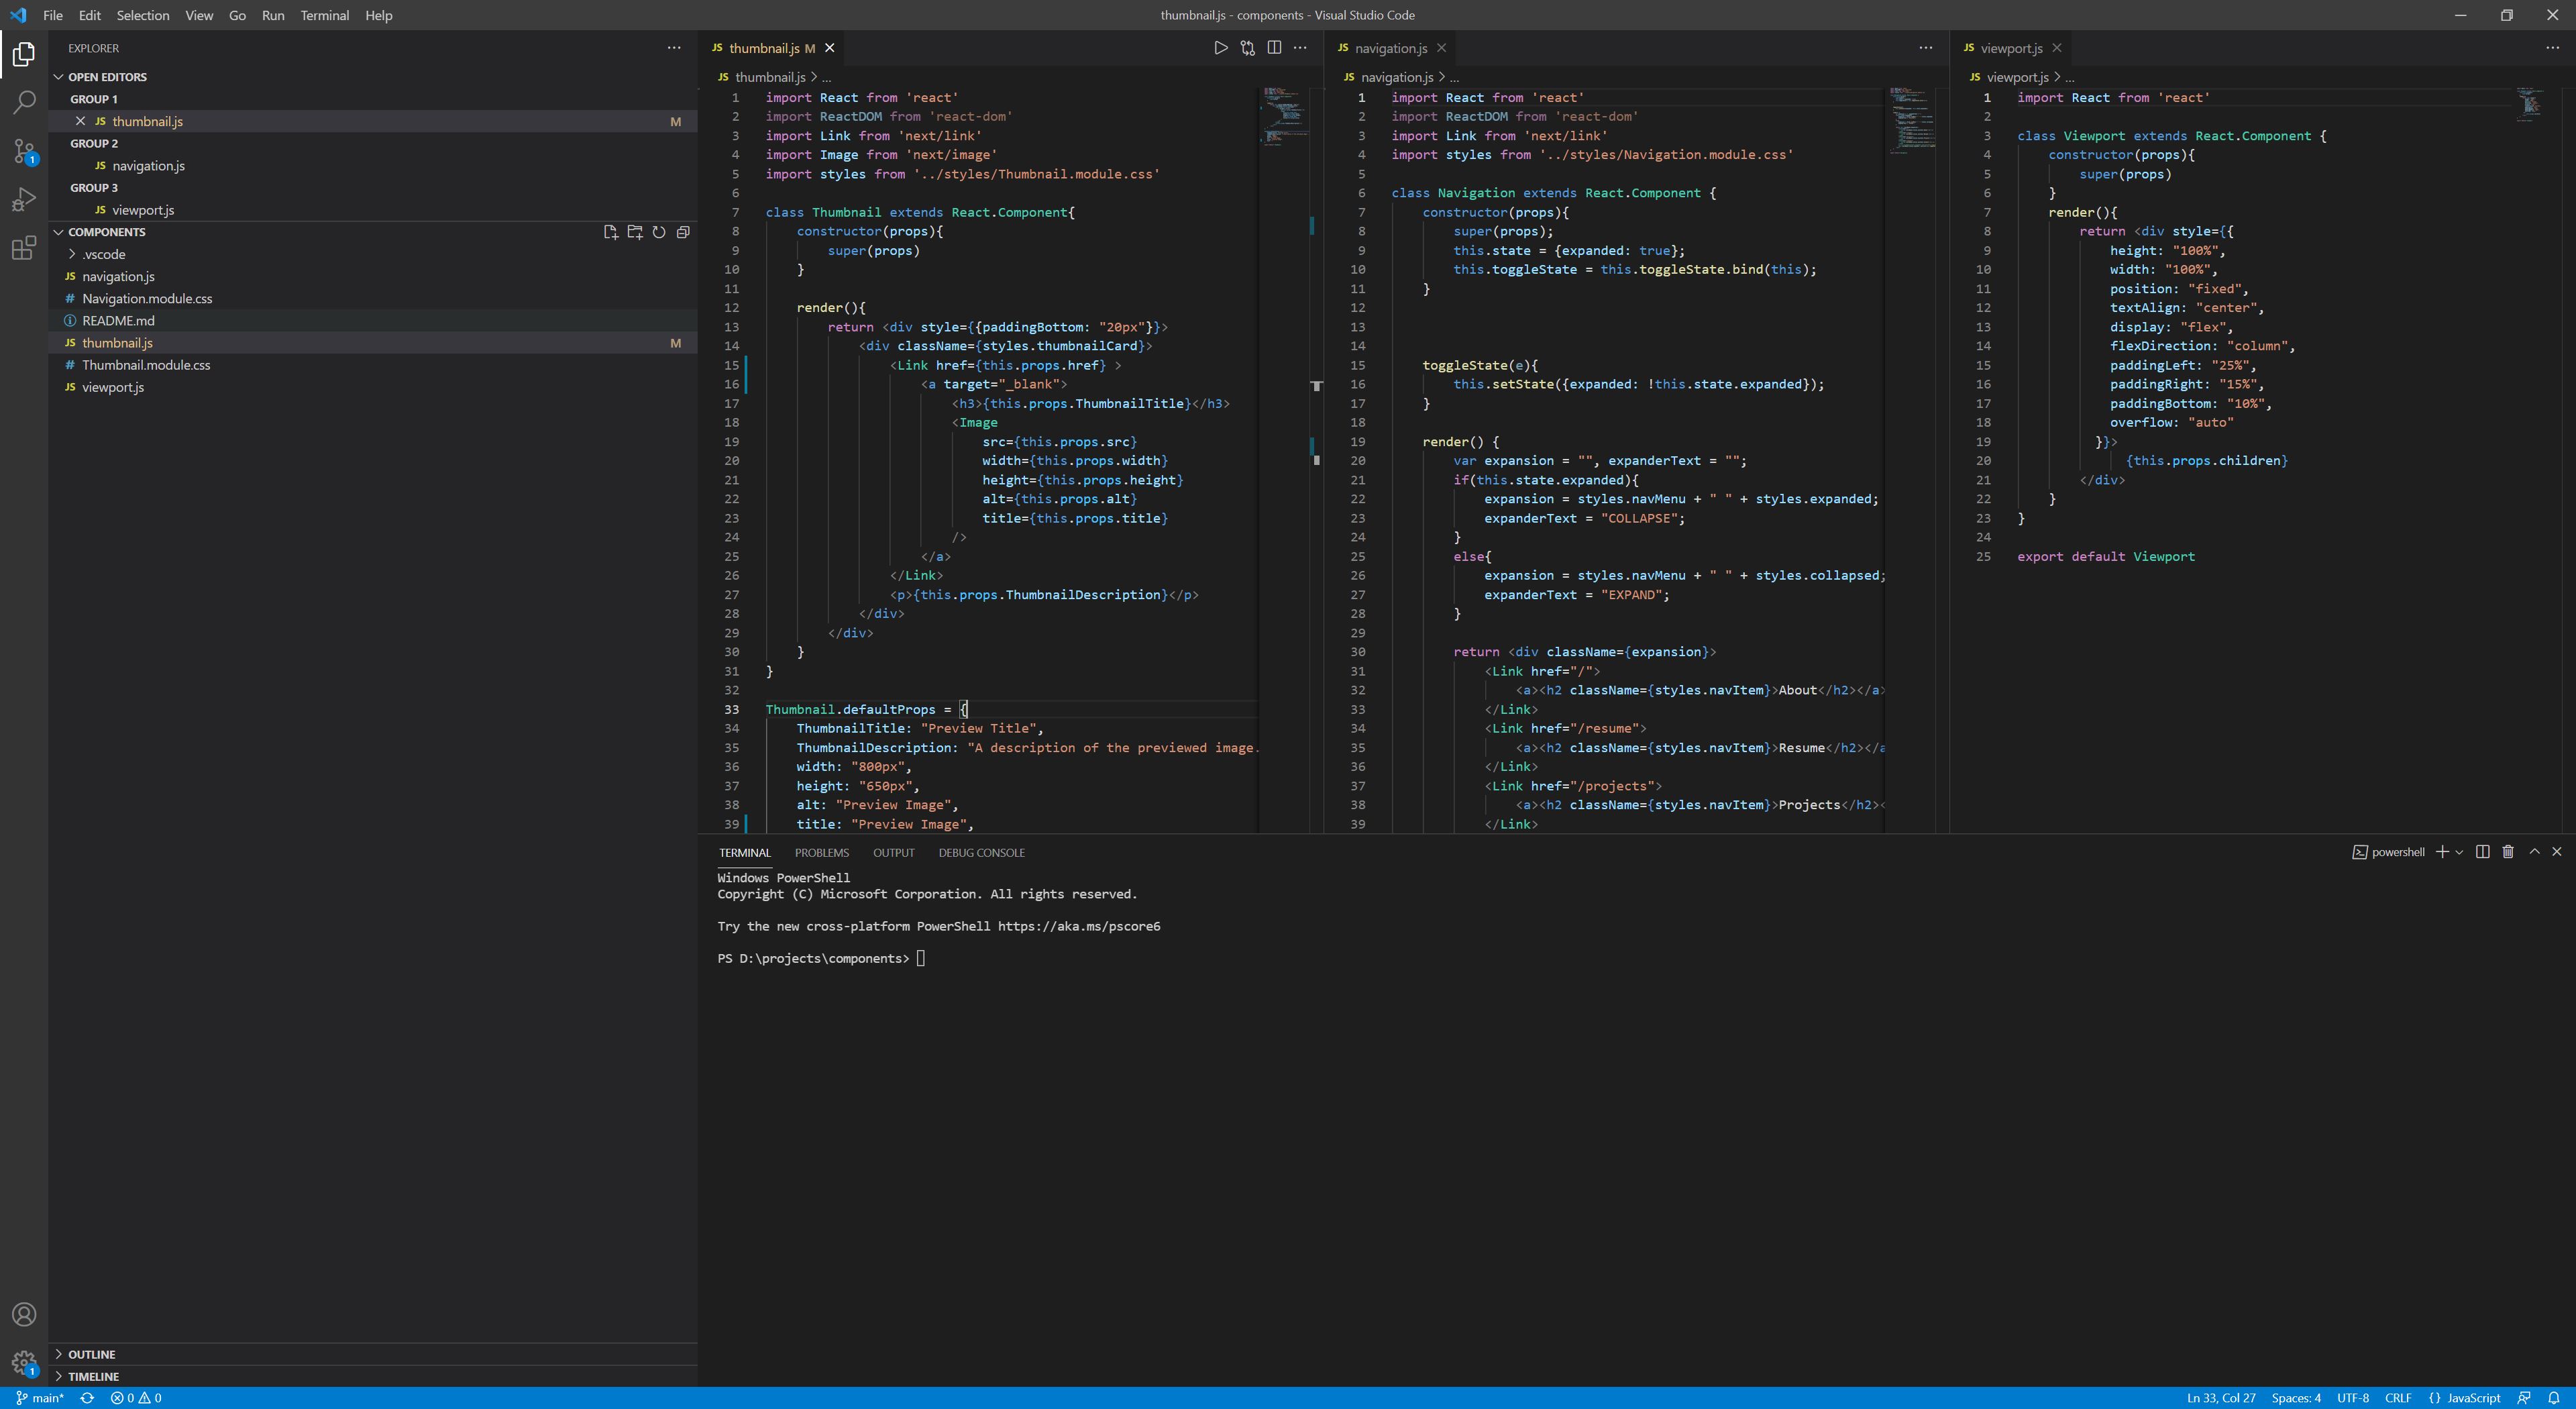 File Edit Selection View Go Run Terminal Help
thumbnail.js - components - Visual Studio Code
EXPLORER
OPEN EDITORS
GROUP 1
JS thumbnail.js M
GROUP 2
JS navigation.js
GROUP 3
JS viewport.js
COMPONENTS
.vscode
JS navigation.js
# Navigation.module.css
README.md
JS thumbnail.js M
# Thumbnail.module.css
JS viewport.js
OUTLINE
TIMELINE
1
1
JS thumbnail.js M
JS thumbnail.js > ...
1 import React from 'react'
2 import ReactDOM from 'react-dom'
3 import Link from 'next/link'
4 import Image from 'next/image'
5 import styles from '../styles/Thumbnail.module.css'
6
7 class Thumbnail extends React.Component{
8 constructor(props){
9 super(props)
10 }
11
12 render(){
13 return <div style={{paddingBottom: "20px"}}>
14 <div className={styles.thumbnailCard}>
15 <Link href={this.props.href} >
16 <a target="_blank">
17 <h3>{this.props.ThumbnailTitle}</h3>
18 <Image
19 src={this.props.src}
20 width={this.props.width}
21 height={this.props.height}
22 alt={this.props.alt}
23 title={this.props.title}
24 />
25 </a>
26 </Link>
27 <p>{this.props.ThumbnailDescription}</p>
28 </div>
29 </div>
30 }
31 }
32
33 Thumbnail.defaultProps = {
34 ThumbnailTitle: "Preview Title",
35 ThumbnailDescription: "A description of the previewed image.
36 width: "800px",
37 height: "650px",
38 alt: "Preview Image",
39 title: "Preview Image",
JS navigation.js
JS navigation.js > ...
1 import React from 'react'
2 import ReactDOM from 'react-dom'
3 import Link from 'next/link'
4 import styles from '../styles/Navigation.module.css'
5
6 class Navigation extends React.Component {
7 constructor(props){
8 super(props);
9 this.state = {expanded: true};
10 this.toggleState = this.toggleState.bind(this);
11 }
12
13
14
15 toggleState(e){
16 this.setState({expanded: !this.state.expanded});
17 }
18
19 render() {
20 var expansion = "", expanderText = "";
21 if(this.state.expanded){
22 expansion = styles.navMenu + " " + styles.expanded;
23 expanderText = "COLLAPSE";
24 }
25 else{
26 expansion = styles.navMenu + " " + styles.collapsed;
27 expanderText = "EXPAND";
28 }
29
30 return <div className={expansion}>
31 <Link href="/">
32 <a><h2 className={styles.navItem}>About</h2></a>
33 </Link>
34 <Link href="/resume">
35 <a><h2 className={styles.navItem}>Resume</h2></a
36 </Link>
37 <Link href="/projects">
38 <a><h2 className={styles.navItem}>Projects</h2><
39 </Link>
JS viewport.js
JS viewport.js > ...
1 import React from 'react'
2
3 class Viewport extends React.Component {
4 constructor(props){
5 super(props)
6 }
7 render(){
8 return <div style={{
9 height: "100%",
10 width: "100%",
11 position: "fixed",
12 textAlign: "center",
13 display: "flex",
14 flexDirection: "column",
15 paddingLeft: "25%",
16 paddingRight: "15%",
17 paddingBottom: "10%",
18 overflow: "auto"
19 }}>
20 {this.props.children}
21 </div>
22 }
23 }
24
25 export default Viewport
TERMINAL PROBLEMS OUTPUT DEBUG CONSOLE
powershell
Windows PowerShell
Copyright (C) Microsoft Corporation. All rights reserved.
Try the new cross-platform PowerShell https://aka.ms/pscore6
PS D:\projects\components>
main* 0 0
Ln 33, Col 27 Spaces: 4 UTF-8 CRLF {} JavaScript